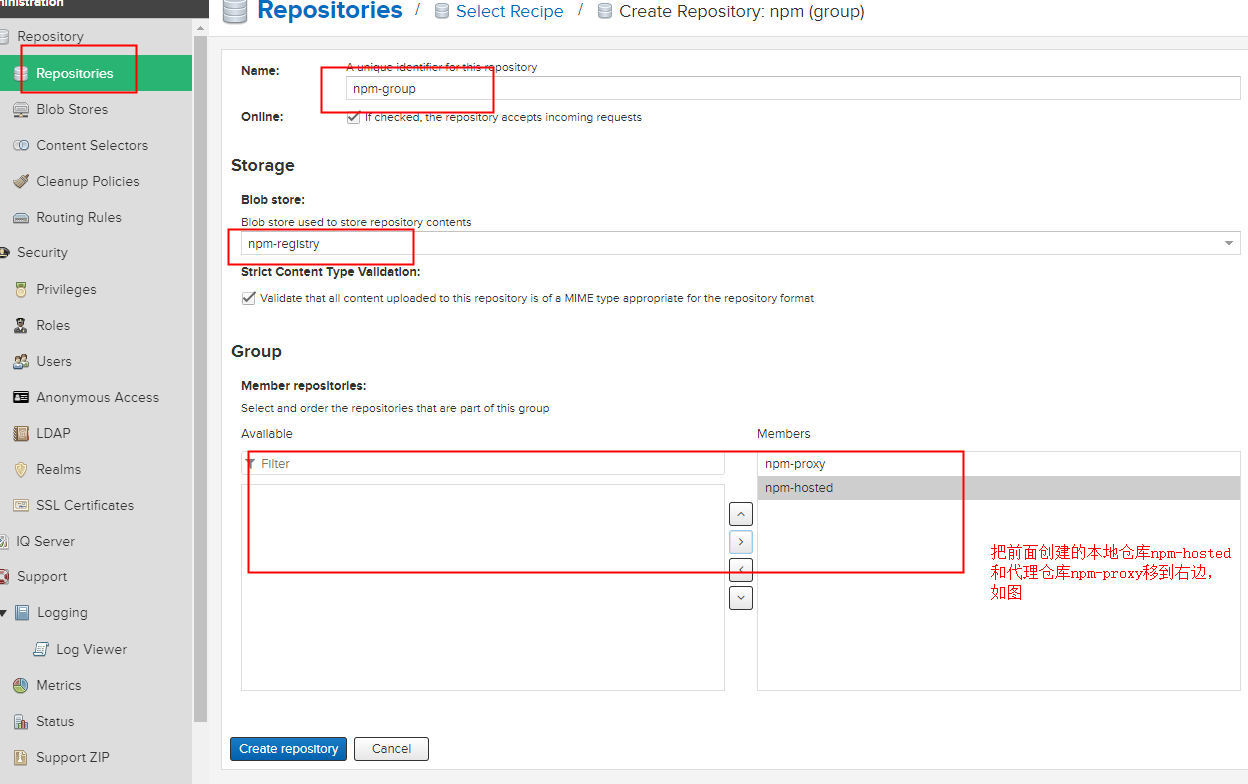 ministration
Repositories / Select Recipe / Create Repository: npm (group)
Repository
Repositories
Blob Stores
Content Selectors
Cleanup Policies
Routing Rules
Security
Privileges
Roles
Users
Anonymous Access
LDAP
Realms
SSL Certificates
IQ Server
Support
Logging
Log Viewer
Metrics
Status
Support ZIP
Name:
A unique identifier for this repository
npm-group
Online:
If checked, the repository accepts incoming requests
Storage
Blob store:
Blob store used to store repository contents
npm-registry
Strict Content Type Validation:
Validate that all content uploaded to this repository is of a MIME type appropriate for the repository format
Group
Member repositories:
Select and order the repositories that are part of this group
Available
Filter
Members
npm-proxy
npm-hosted
把前面创建的本地仓库npm-hosted
和代理仓库npm-proxy移到右边，
如图
Create repository
Cancel